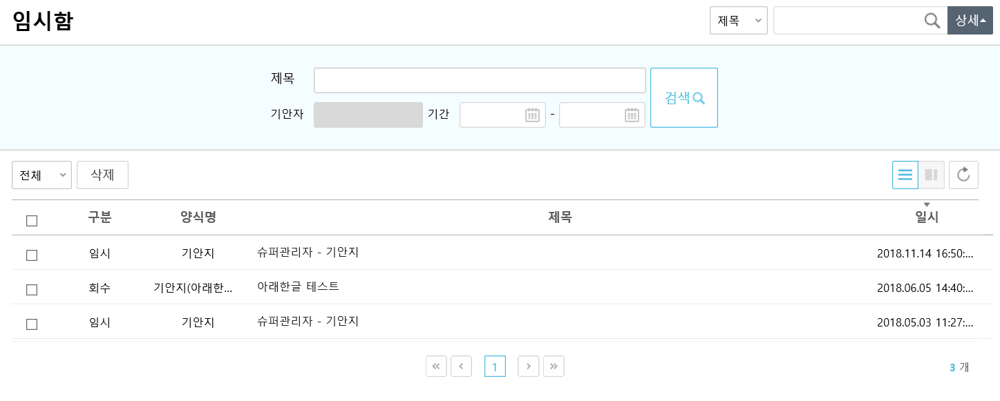 임시함
제목 상세
제목
검색
기안자 기간 -
전체 삭제
구분 양식명 제목 일시
임시 기안지 슈퍼관리자 - 기안지 2018.11.14 16:50:...
회수 기안지(아래한... 아래한글 테스트 2018.06.05 14:40:...
임시 기안지 슈퍼관리자 - 기안지 2018.05.03 11:27:...
1
3 개